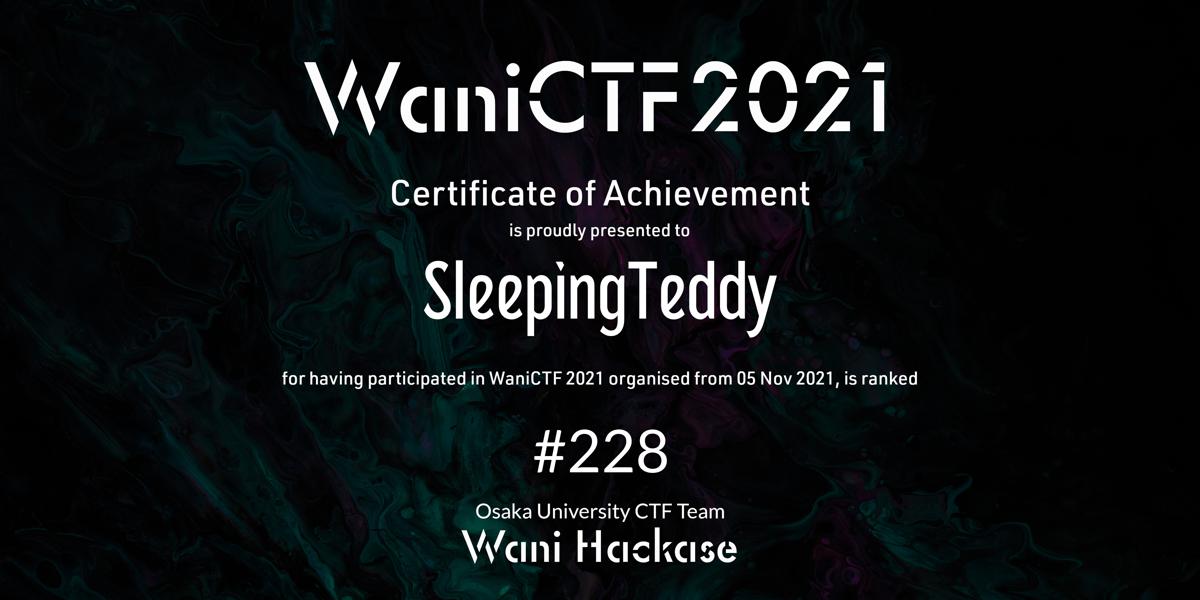 WaniCTF2021
Certificate of Achievement
is proudly presented to
SleepingTeddy
for having participated in WaniCTF 2021 organised from 05 Nov 2021, is ranked
#228
Osaka University CTF Team
Wani Hackase